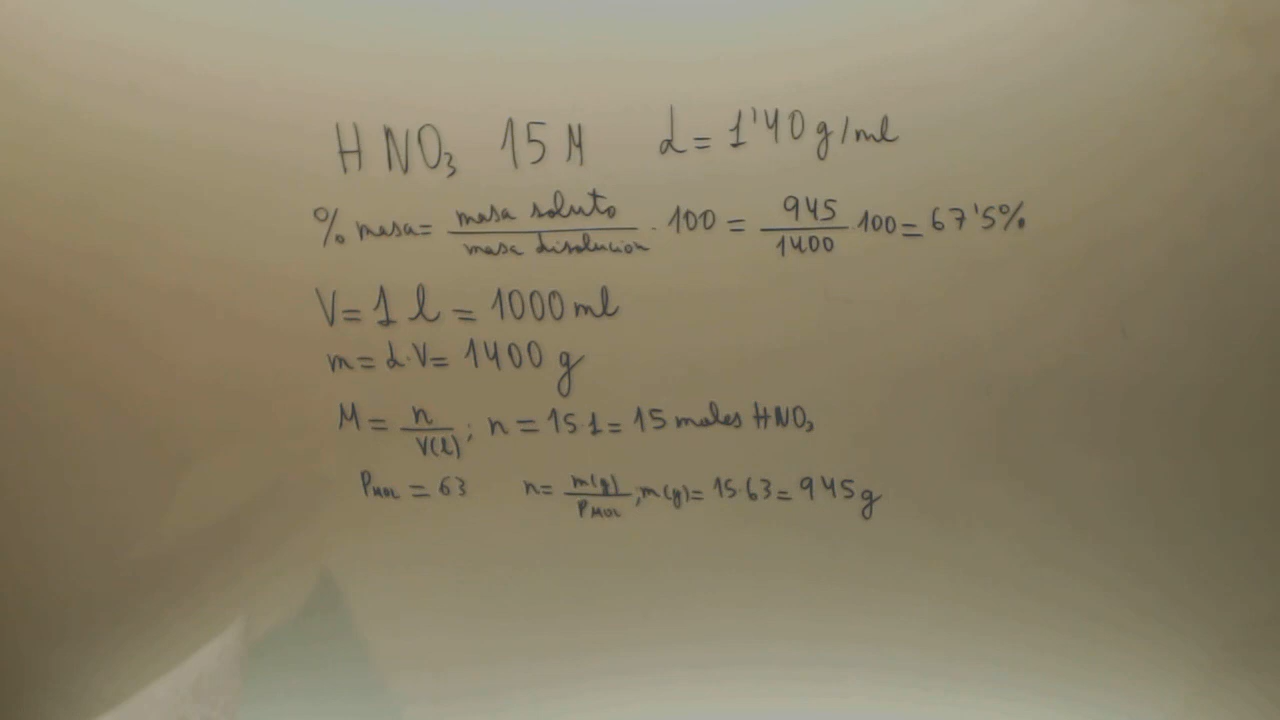 HNO₃ 15 M d = 1'40 g/ml
% masa = masa soluto / masa disolucion · 100 = 945 / 1400 · 100 = 67'5%
V = 1 l = 1000 ml
m = d·V = 1400 g
M = n / V(l) ; n = 15·1 = 15 moles HNO₃
PMOL = 63 n = m(g) / PMOL ; m(g) = 15·63 = 945 g